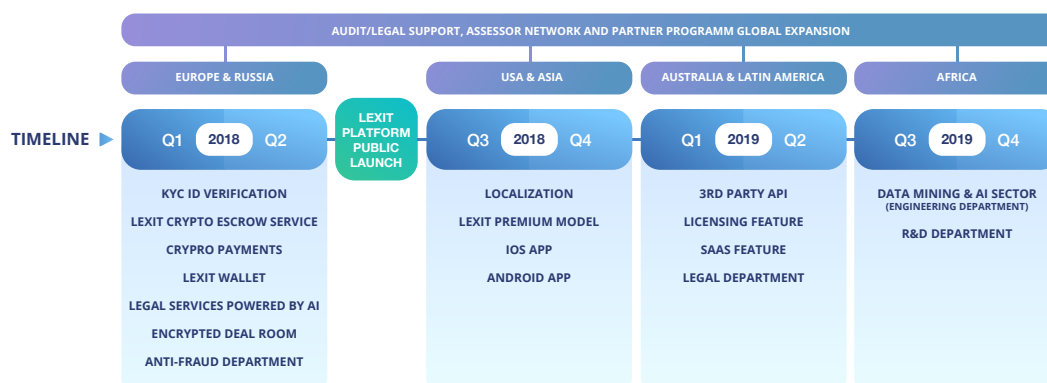 AUDIT/LEGAL SUPPORT, ASSESSOR NETWORK AND PARTNER PROGRAMM GLOBAL EXPANSION
EUROPE & RUSSIA
USA & ASIA
AUSTRALIA & LATIN AMERICA
AFRICA
TIMELINE
Q1 2018 Q2
LEXIT
PLATFORM
PUBLIC
LAUNCH
Q3 2018 Q4
Q1 2019 Q2
Q3 2019 Q4
KYC ID VERIFICATION
LEXIT CRYPTO ESCROW SERVICE
CRYPRO PAYMENTS
LEXIT WALLET
LEGAL SERVICES POWERED BY AI
ENCRYPTED DEAL ROOM
ANTI-FRAUD DEPARTMENT
LOCALIZATION
LEXIT PREMIUM MODEL
IOS APP
ANDROID APP
3RD PARTY API
LICENSING FEATURE
SAAS FEATURE
LEGAL DEPARTMENT
DATA MINING & AI SECTOR
(ENGINEERING DEPARTMENT)
R&D DEPARTMENT